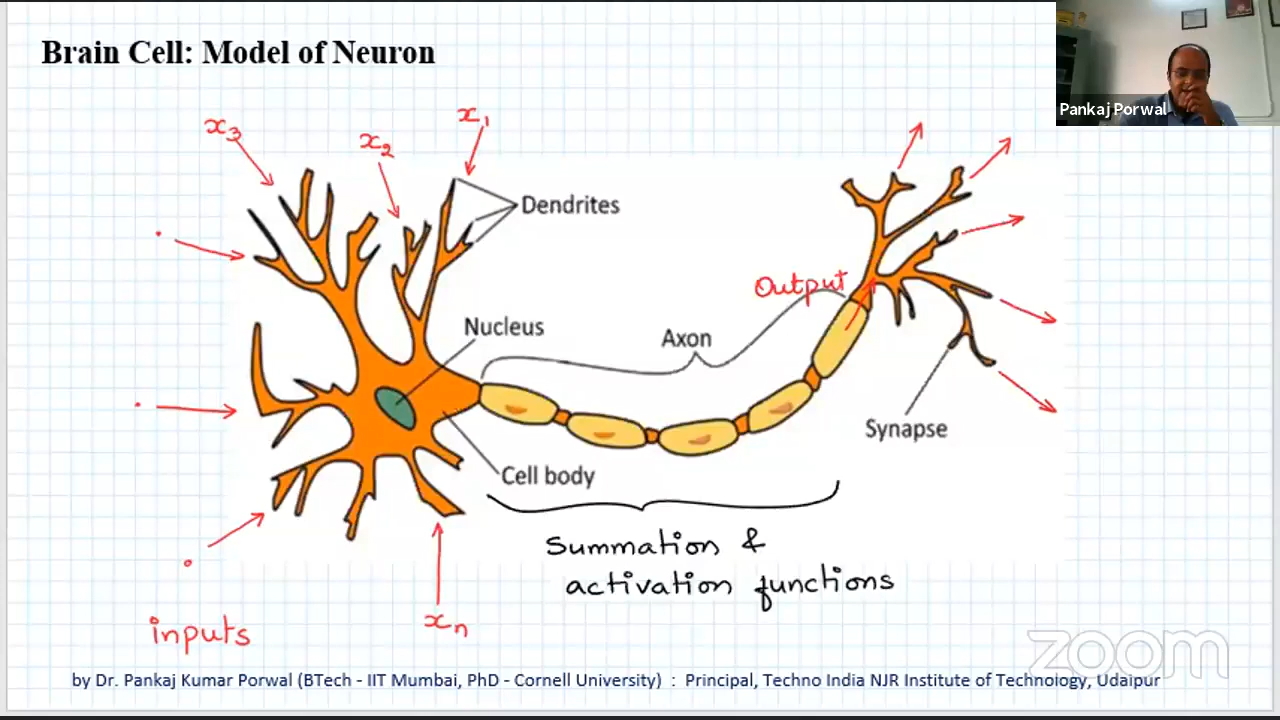 Brain Cell: Model of Neuron
Pankaj Porwal
x1
x3
x2
Dendrites
Output
Nucleus
Axon
Synapse
Cell body
Summation &
activation functions
xn
inputs
zoom
by Dr. Pankaj Kumar Porwal (BTech - IIT Mumbai, PhD - Cornell University) : Principal, Techno India NJR Institute of Technology, Udaipur